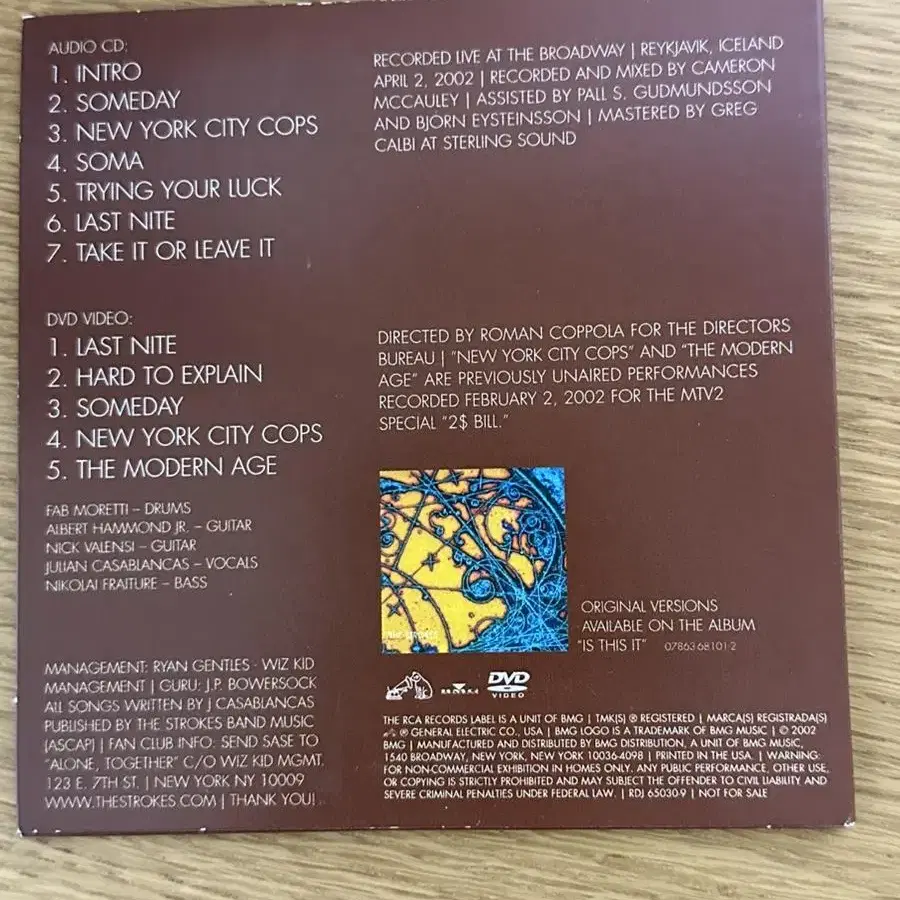 AUDIO CD:
1. INTRO
2. SOMEDAY
3. NEW YORK CITY COPS
4. SOMA
5. TRYING YOUR LUCK
6. LAST NITE
7. TAKE IT OR LEAVE IT
RECORDED LIVE AT THE BROADWAY | REYKJAVIK, ICELAND
APRIL 2, 2002 | RECORDED AND MIXED BY CAMERON
MCCAULEY | ASSISTED BY PALL S. GUDMUNDSSON
AND BJORN EYSTEINSSON | MASTERED BY GREG
CALBI AT STERLING SOUND
DVD VIDEO:
1. LAST NITE
2. HARD TO EXPLAIN
3. SOMEDAY
4. NEW YORK CITY COPS
5. THE MODERN AGE
DIRECTED BY ROMAN COPPOLA FOR THE DIRECTORS
BUREAU | "NEW YORK CITY COPS" AND "THE MODERN
AGE" ARE PREVIOUSLY UNAIRED PERFORMANCES
RECORDED FEBRUARY 2, 2002 FOR THE MTV2
SPECIAL "2$ BILL."
FAB MORETTI – DRUMS
ALBERT HAMMOND JR. – GUITAR
NICK VALENSI – GUITAR
JULIAN CASABLANCAS – VOCALS
NIKOLAI FRAITURE – BASS
THE STROKES
ORIGINAL VERSIONS
AVAILABLE ON THE ALBUM
"IS THIS IT" 07863 68101-2
MANAGEMENT: RYAN GENTLES - WIZ KID
MANAGEMENT | GURU: J.P. BOWERSOCK
ALL SONGS WRITTEN BY J CASABLANCAS
PUBLISHED BY THE STROKES BAND MUSIC
(ASCAP) | FAN CLUB INFO: SEND SASE TO
"ALONE, TOGETHER" C/O WIZ KID MGMT.
123 E. 7TH ST. | NEW YORK NY 10009
WWW.THESTROKES.COM | THANK YOU!
DVD
VIDEO
THE RCA RECORDS LABEL IS A UNIT OF BMG | TMK(S) ® REGISTERED | MARCA(S) REGISTRADA(S)
® GENERAL ELECTRIC CO., USA | BMG LOGO IS A TRADEMARK OF BMG MUSIC | © 2002
BMG | MANUFACTURED AND DISTRIBUTED BY BMG DISTRIBUTION, A UNIT OF BMG MUSIC,
1540 BROADWAY, NEW YORK, NEW YORK 10036-4098 | PRINTED IN THE USA. | WARNING:
FOR NON-COMMERCIAL EXHIBITION IN HOMES ONLY. ANY PUBLIC PERFORMANCE, OTHER USE,
OR COPYING IS STRICTLY PROHIBITED AND MAY SUBJECT THE OFFENDER TO CIVIL LIABILITY AND
SEVERE CRIMINAL PENALTIES UNDER FEDERAL LAW. | RDJ 65030-9 | NOT FOR SALE